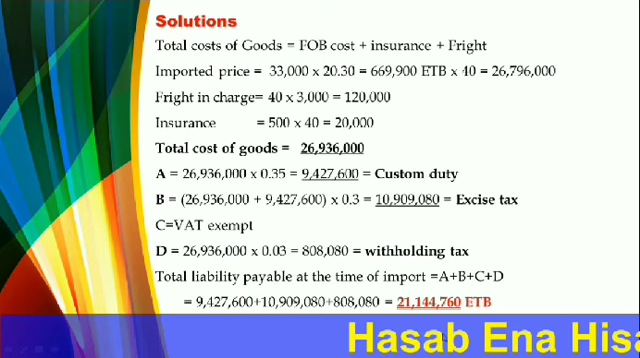 Solutions
Total costs of Goods = FOB cost + insurance + Fright
Imported price = 33,000 x 20.30 = 669,900 ETB x 40 = 26,796,000
Fright in charge= 40 x 3,000 = 120,000
Insurance = 500 x 40 = 20,000
Total cost of goods = 26,936,000
A = 26,936,000 x 0.35 = 9,427,600 = Custom duty
B = (26,936,000 + 9,427,600) x 0.3 = 10,909,080 = Excise tax
C=VAT exempt
D = 26,936,000 x 0.03 = 808,080 = withholding tax
Total liability payable at the time of import =A+B+C+D
= 9,427,600+10,909,080+808,080 = 21,144,760 ETB
Hasab Ena Hisa